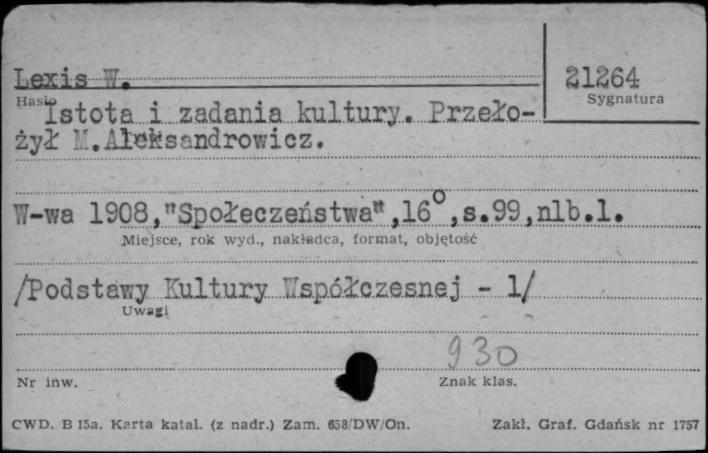 Lexis W.
21264
Hasło
Sygnatura
Istota i zadania kultury. Przeło-
żył M.Aleksandrowicz.
W-wa 1908,"Społeczeństwa",16°,s.99,nlb.1.
Miejsce, rok wyd., nakładca, format, objętość
/Podstawy Kultury Współczesnej - 1/
Uwagi
930
Nr inw.
Znak klas.
CWD. B 15a. Karta katal. (z nadr.) Zam. 658/DW/On.
Zakł. Graf. Gdańsk nr 1757